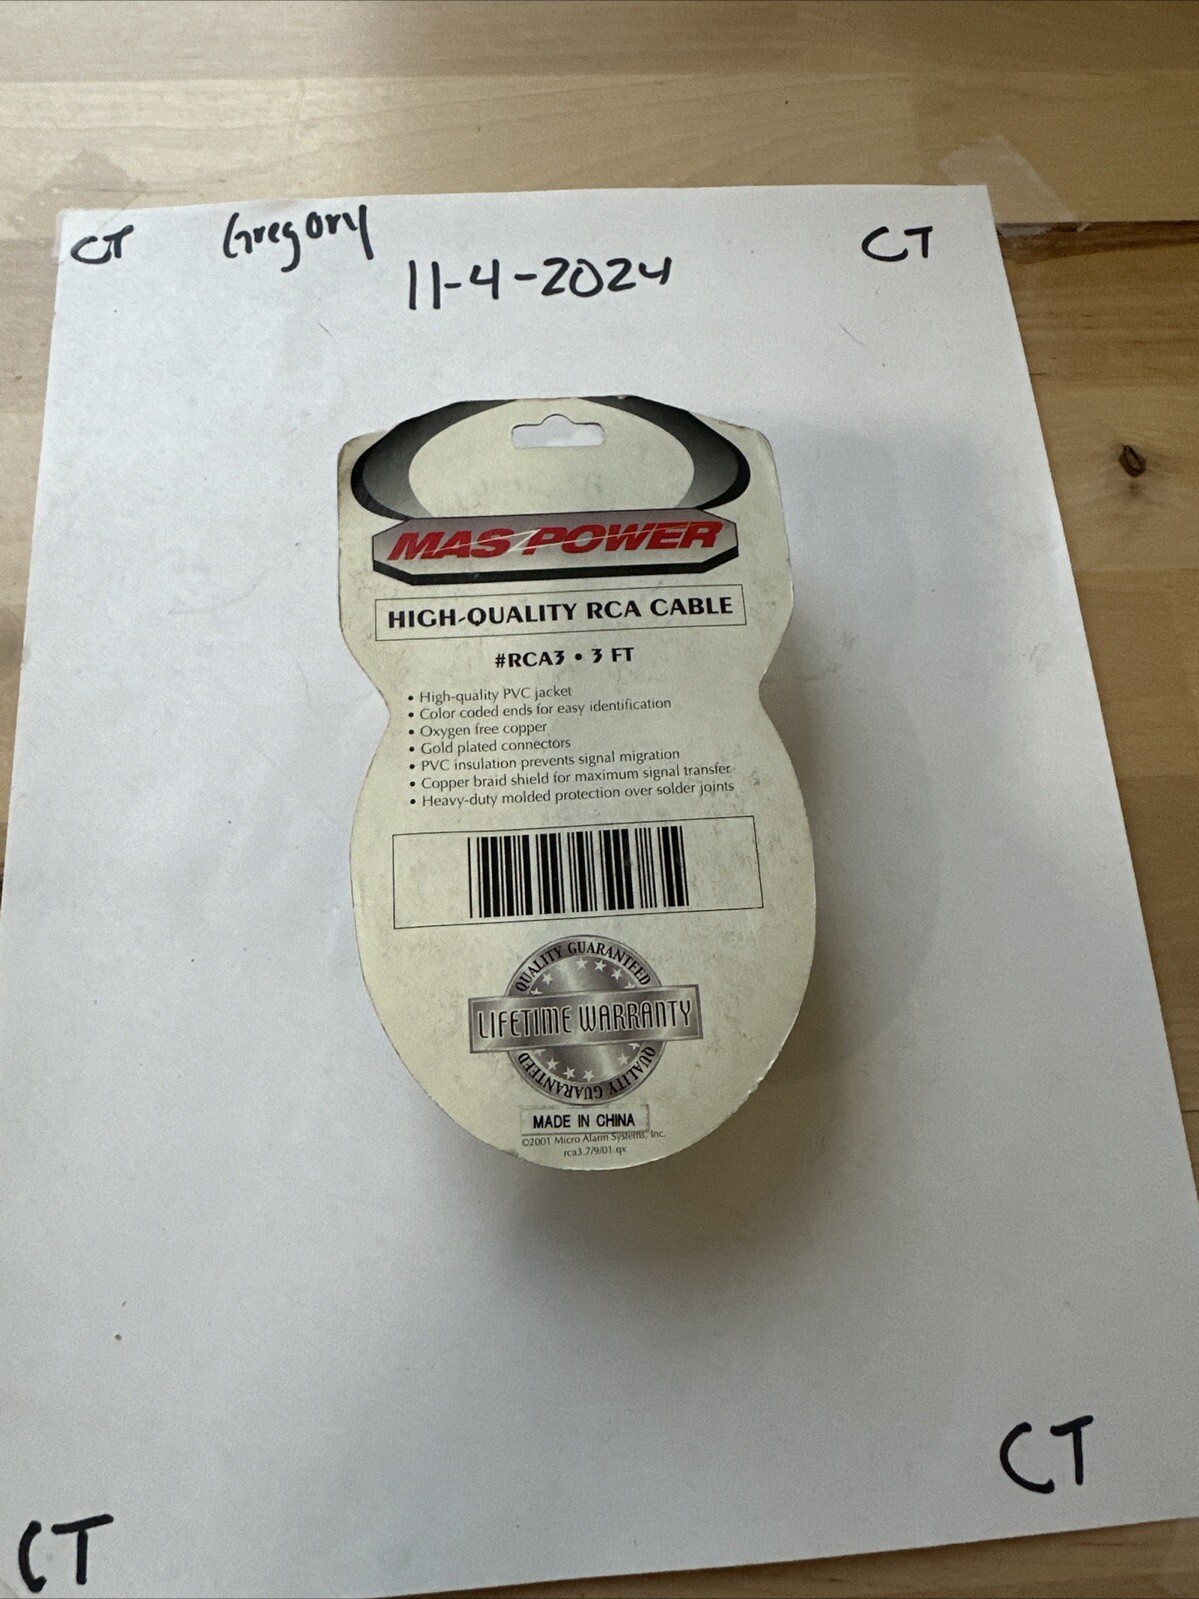 CT Gregory CT
11-4-2024
MAS POWER
HIGH-QUALITY RCA CABLE
#RCA3 • 3 FT
• High-quality PVC jacket
• Color coded ends for easy identification
• Oxygen free copper
• Gold plated connectors
• PVC insulation prevents signal migration
• Copper braid shield for maximum signal transfer
• Heavy-duty molded protection over solder joints
QUALITY GUARANTEED
LIFETIME WARRANTY
QUALITY GUARANTEED
MADE IN CHINA
©2001 Micro Alarm Systems, Inc.
rca3.7/9/01.qx
CT
CT